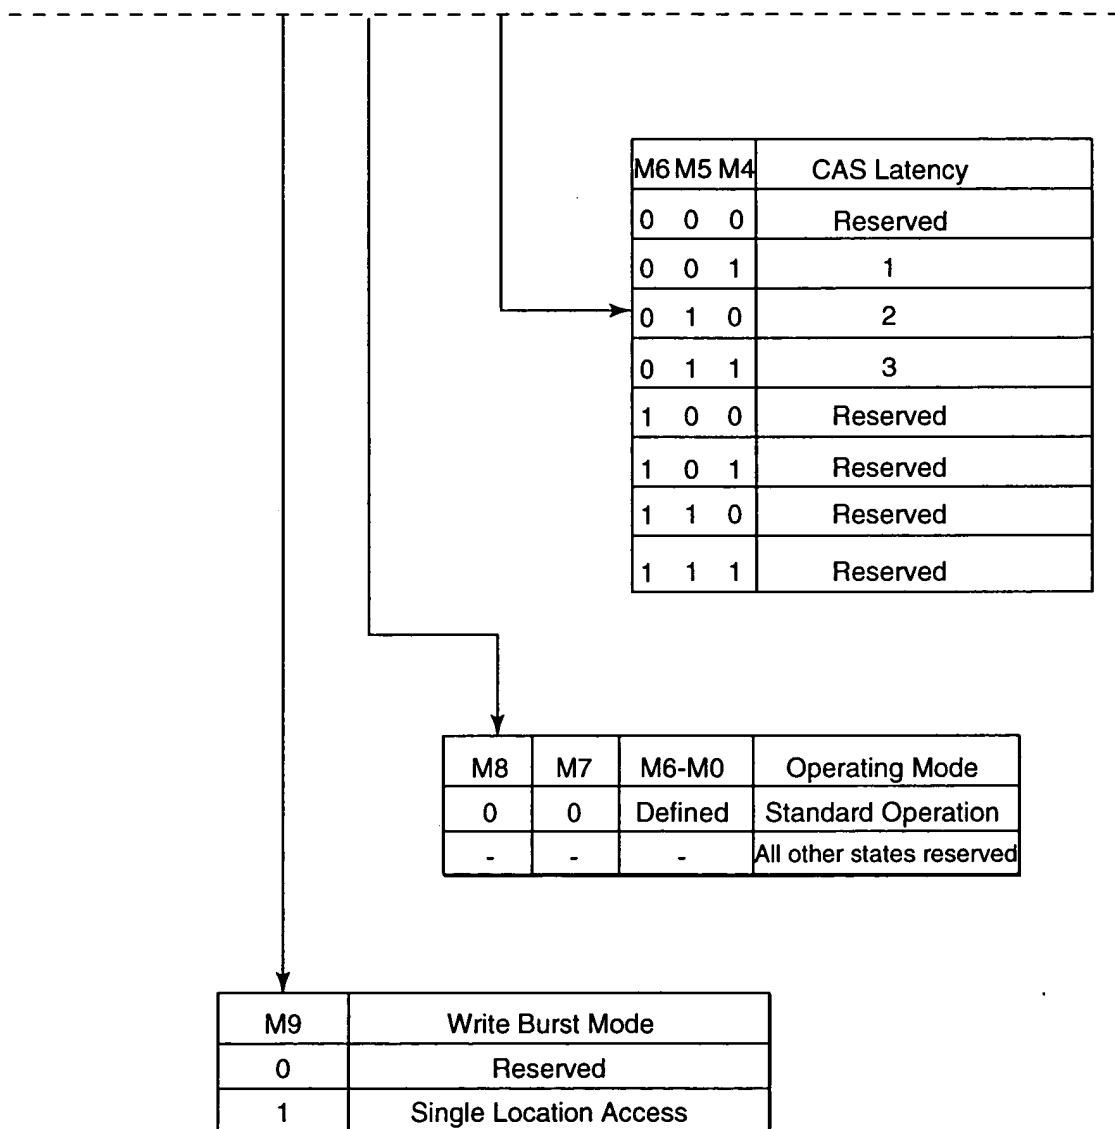 M6 M5 M4 CAS Latency
0 0 0 Reserved
0 0 1 1
0 1 0 2
0 1 1 3
1 0 0 Reserved
1 0 1 Reserved
1 1 0 Reserved
1 1 1 Reserved
M8 M7 M6-M0 Operating Mode
0 0 Defined Standard Operation
- - - All other states reserved
M9 Write Burst Mode
0 Reserved
1 Single Location Access